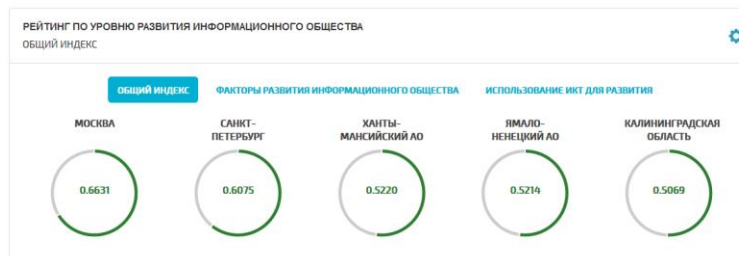 РЕЙТИНГ ПО УРОВНЮ РАЗВИТИЯ ИНФОРМАЦИОННОГО ОБЩЕСТВА
ОБЩИЙ ИНДЕКС
ОБЩИЙ ИНДЕКС ФАКТОРЫ РАЗВИТИЯ ИНФОРМАЦИОННОГО ОБЩЕСТВА ИСПОЛЬЗОВАНИЕ ИКТ ДЛЯ РАЗВИТИЯ
МОСКВА
0.6631
САНКТ-
ПЕТЕРБУРГ
0.6075
ХАНТЫ-
МАНСИЙСКИЙ АО
0.5220
ЯМАЛО-
НЕНЕЦКИЙ АО
0.5214
КАЛИНИНГРАДСКАЯ
ОБЛАСТЬ
0.5069